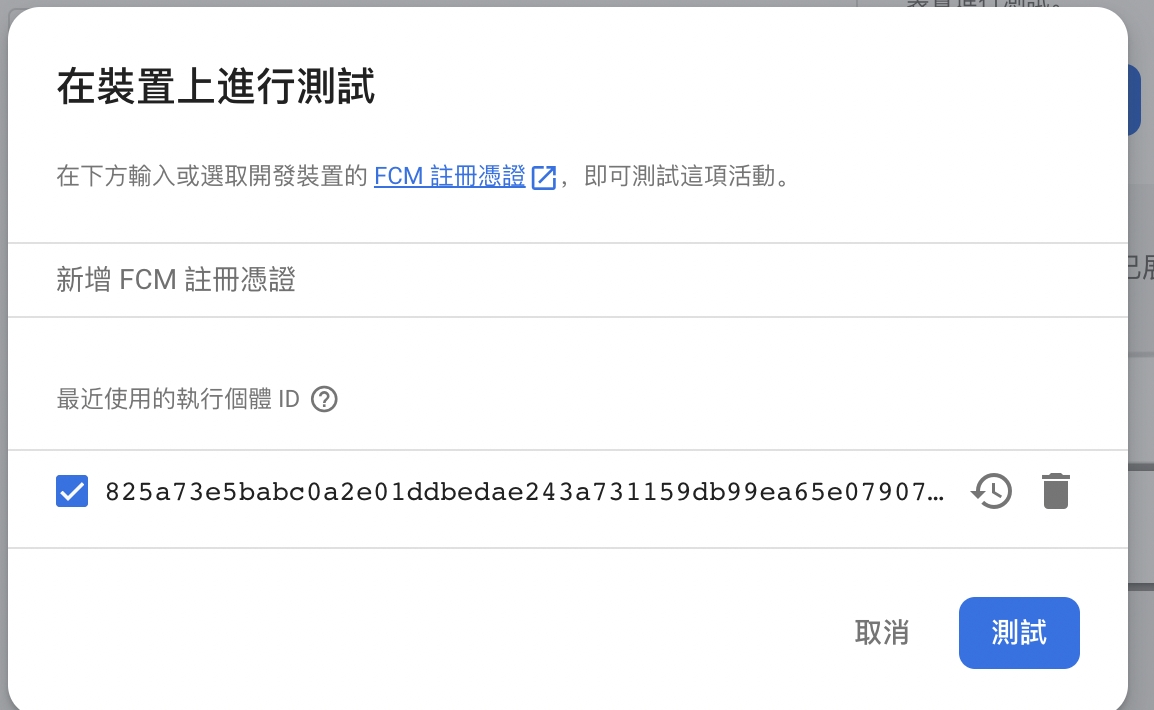 在裝置上進行測試
在下方輸入或選取開發裝置的 FCM 註冊憑證，即可測試這項活動。
新增 FCM 註冊憑證
最近使用的執行個體 ID
825a73e5babc0a2e01ddbedae243a731159db99ea65e07907…
取消
測試